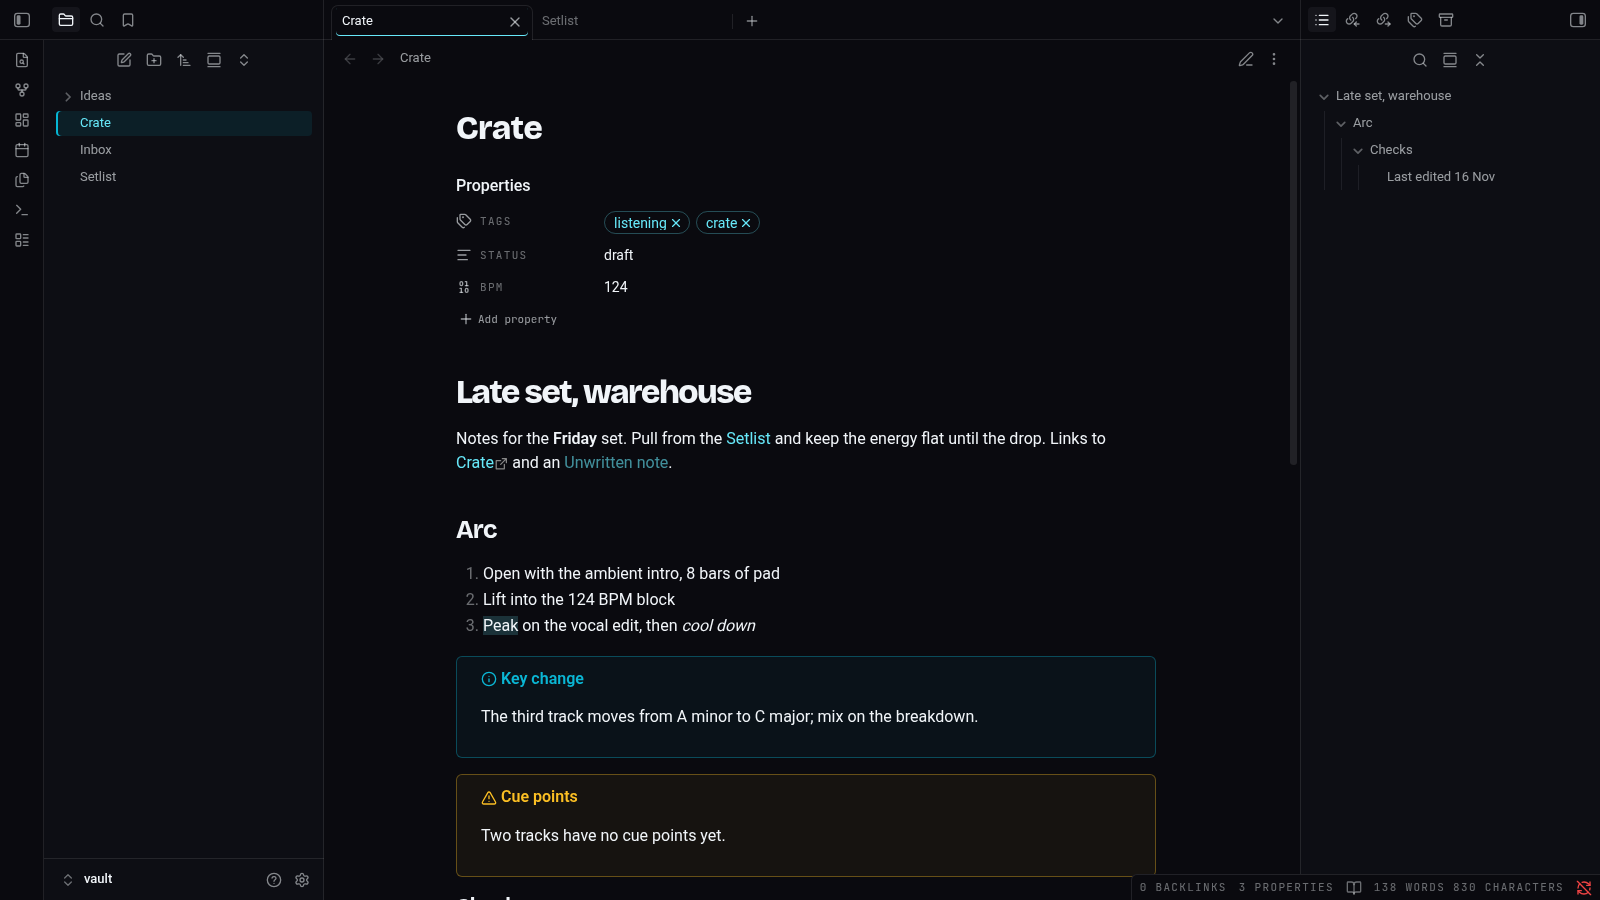 Crate
Setlist
Ideas
Crate
Inbox
Setlist
vault
Crate
Crate
Properties
TAGS
listening
crate
STATUS
draft
BPM
124
Add property
Late set, warehouse
Notes for the Friday set. Pull from the Setlist and keep the energy flat until the drop. Links to
Crate and an Unwritten note.
Arc
1. Open with the ambient intro, 8 bars of pad
2. Lift into the 124 BPM block
3. Peak on the vocal edit, then cool down
Key change
The third track moves from A minor to C major; mix on the breakdown.
Cue points
Two tracks have no cue points yet.
Late set, warehouse
Arc
Checks
Last edited 16 Nov
0 BACKLINKS 3 PROPERTIES 138 WORDS 830 CHARACTERS